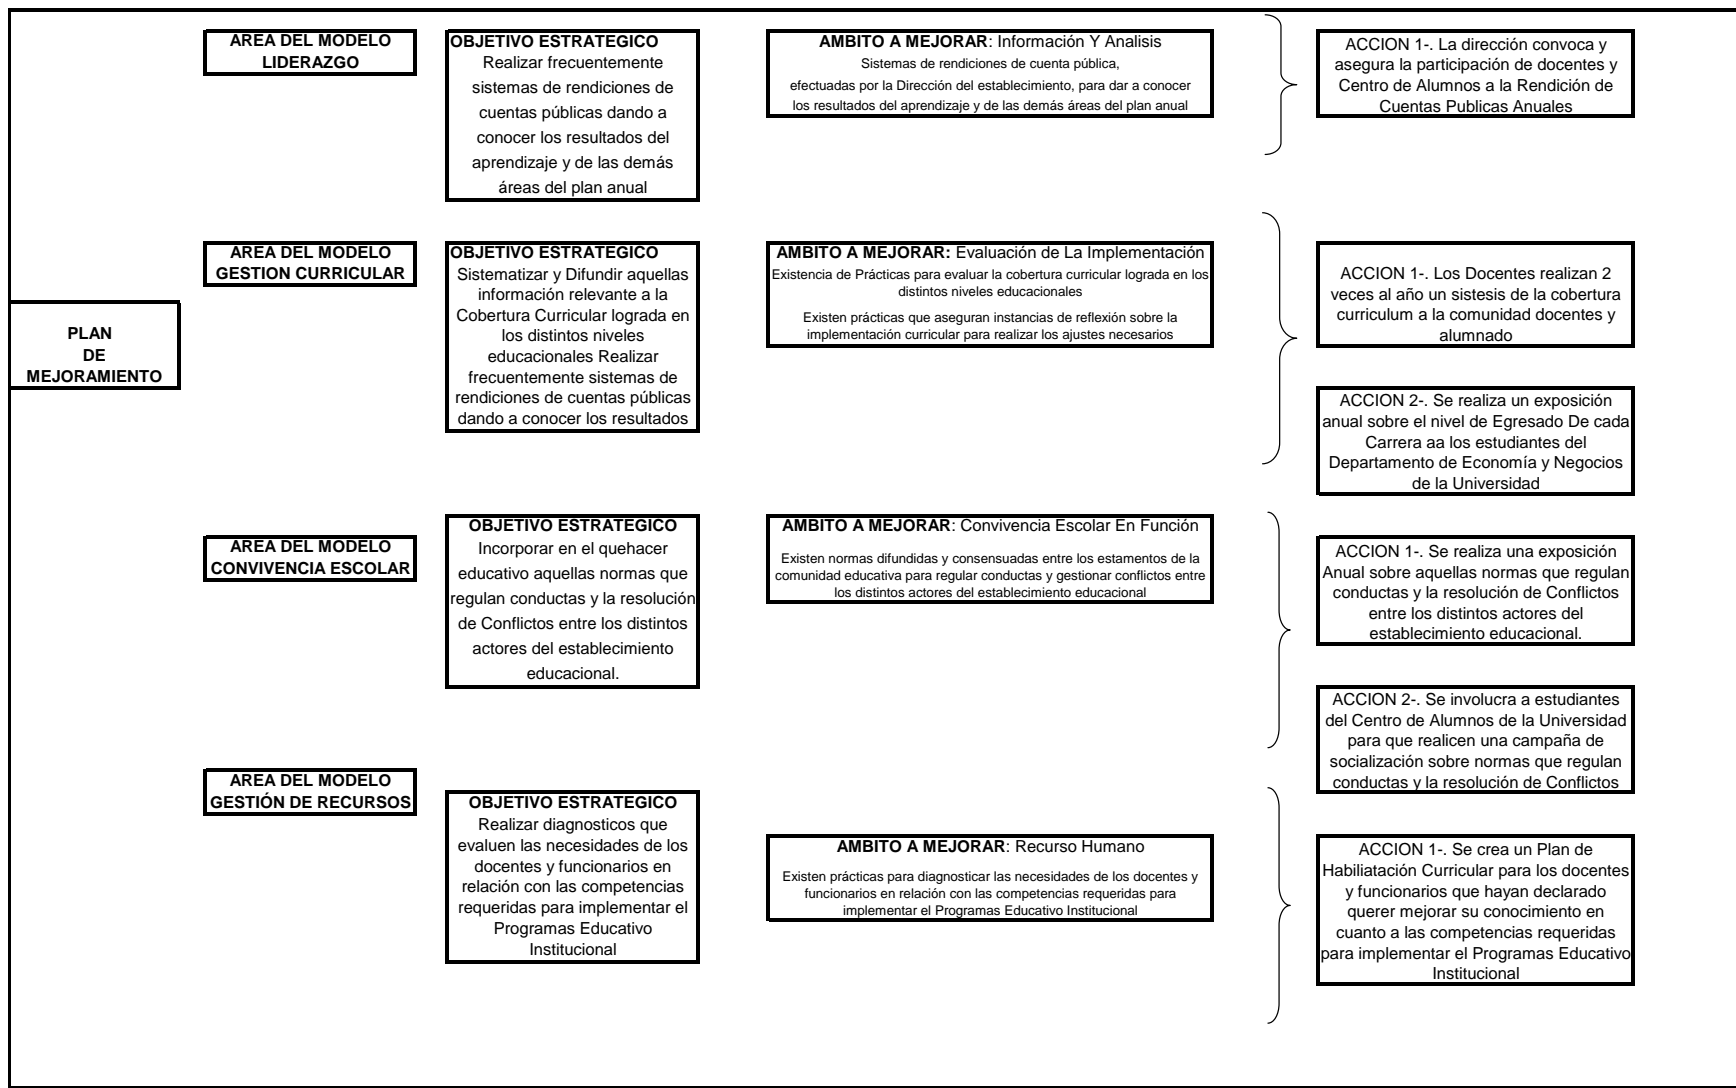 PLAN
DE
MEJORAMIENTO
AREA DEL MODELO
LIDERAZGO
OBJETIVO ESTRATEGICO
Realizar frecuentemente
sistemas de rendiciones de
cuentas públicas dando a
conocer los resultados del
aprendizaje y de las demás
áreas del plan anual
AMBITO A MEJORAR: Información Y Analisis
Sistemas de rendiciones de cuenta pública,
efectuadas por la Dirección del establecimiento, para dar a conocer
los resultados del aprendizaje y de las demás áreas del plan anual
ACCION 1-. La dirección convoca y
asegura la participación de docentes y
Centro de Alumnos a la Rendición de
Cuentas Publicas Anuales
AREA DEL MODELO
GESTION CURRICULAR
OBJETIVO ESTRATEGICO
Sistematizar y Difundir aquellas
información relevante a la
Cobertura Curricular lograda en
los distintos niveles
educacionales Realizar
frecuentemente sistemas de
rendiciones de cuentas públicas
dando a conocer los resultados
AMBITO A MEJORAR: Evaluación de La Implementación
Existencia de Prácticas para evaluar la cobertura curricular lograda en los
distintos niveles educacionales
Existen prácticas que aseguran instancias de reflexión sobre la
implementación curricular para realizar los ajustes necesarios
ACCION 1-. Los Docentes realizan 2
veces al año un sistesis de la cobertura
curriculum a la comunidad docentes y
alumnado
ACCION 2-. Se realiza un exposición
anual sobre el nivel de Egresado De cada
Carrera aa los estudiantes del
Departamento de Economía y Negocios
de la Universidad
AREA DEL MODELO
CONVIVENCIA ESCOLAR
OBJETIVO ESTRATEGICO
Incorporar en el quehacer
educativo aquellas normas que
regulan conductas y la resolución
de Conflictos entre los distintos
actores del establecimiento
educacional.
AMBITO A MEJORAR: Convivencia Escolar En Función
Existen normas difundidas y consensuadas entre los estamentos de la
comunidad educativa para regular conductas y gestionar conflictos entre
los distintos actores del establecimiento educacional
ACCION 1-. Se realiza una exposición
Anual sobre aquellas normas que regulan
conductas y la resolución de Conflictos
entre los distintos actores del
establecimiento educacional.
ACCION 2-. Se involucra a estudiantes
del Centro de Alumnos de la Universidad
para que realicen una campaña de
socialización sobre normas que regulan
conductas y la resolución de Conflictos
AREA DEL MODELO
GESTIÓN DE RECURSOS
OBJETIVO ESTRATEGICO
Realizar diagnosticos que
evaluen las necesidades de los
docentes y funcionarios en
relación con las competencias
requeridas para implementar el
Programas Educativo
Institucional
AMBITO A MEJORAR: Recurso Humano
Existen prácticas para diagnosticar las necesidades de los docentes y
funcionarios en relación con las competencias requeridas para
implementar el Programas Educativo Institucional
ACCION 1-. Se crea un Plan de
Habiliatación Curricular para los docentes
y funcionarios que hayan declarado
querer mejorar su conocimiento en
cuanto a las competencias requeridas
para implementar el Programas Educativo
Institucional